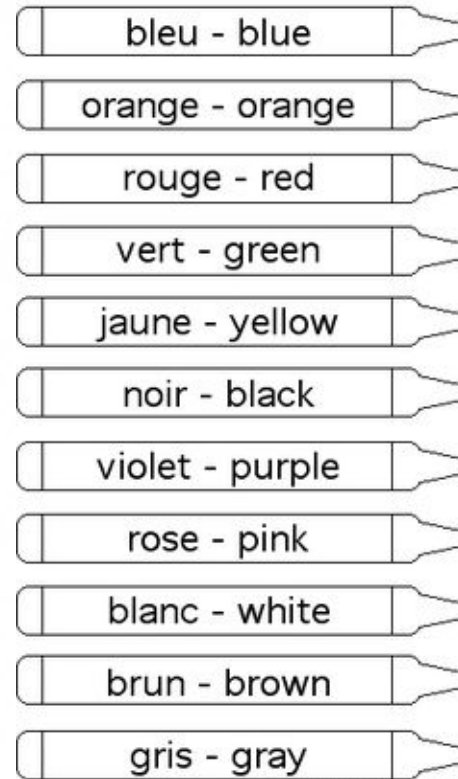 bleu - blue
orange - orange
rouge - red
vert - green
jaune - yellow
noir - black
violet - purple
rose - pink
blanc - white
brun - brown
gris - gray